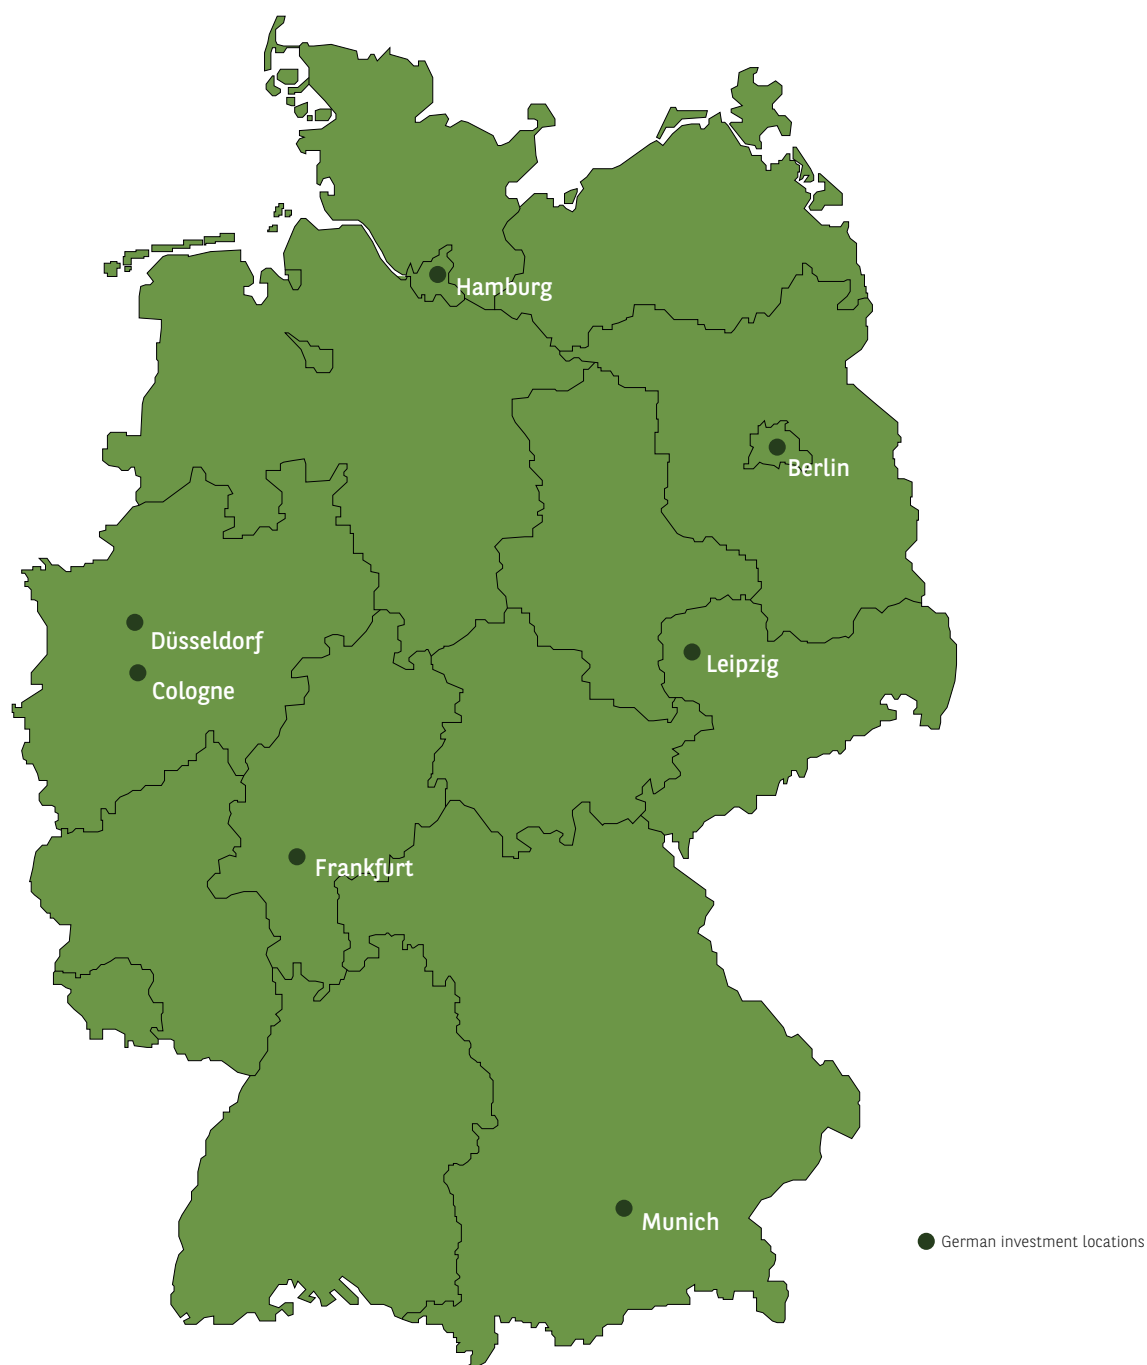 Hamburg
Berlin
Düsseldorf
Leipzig
Cologne
Frankfurt
Munich
German investment locations